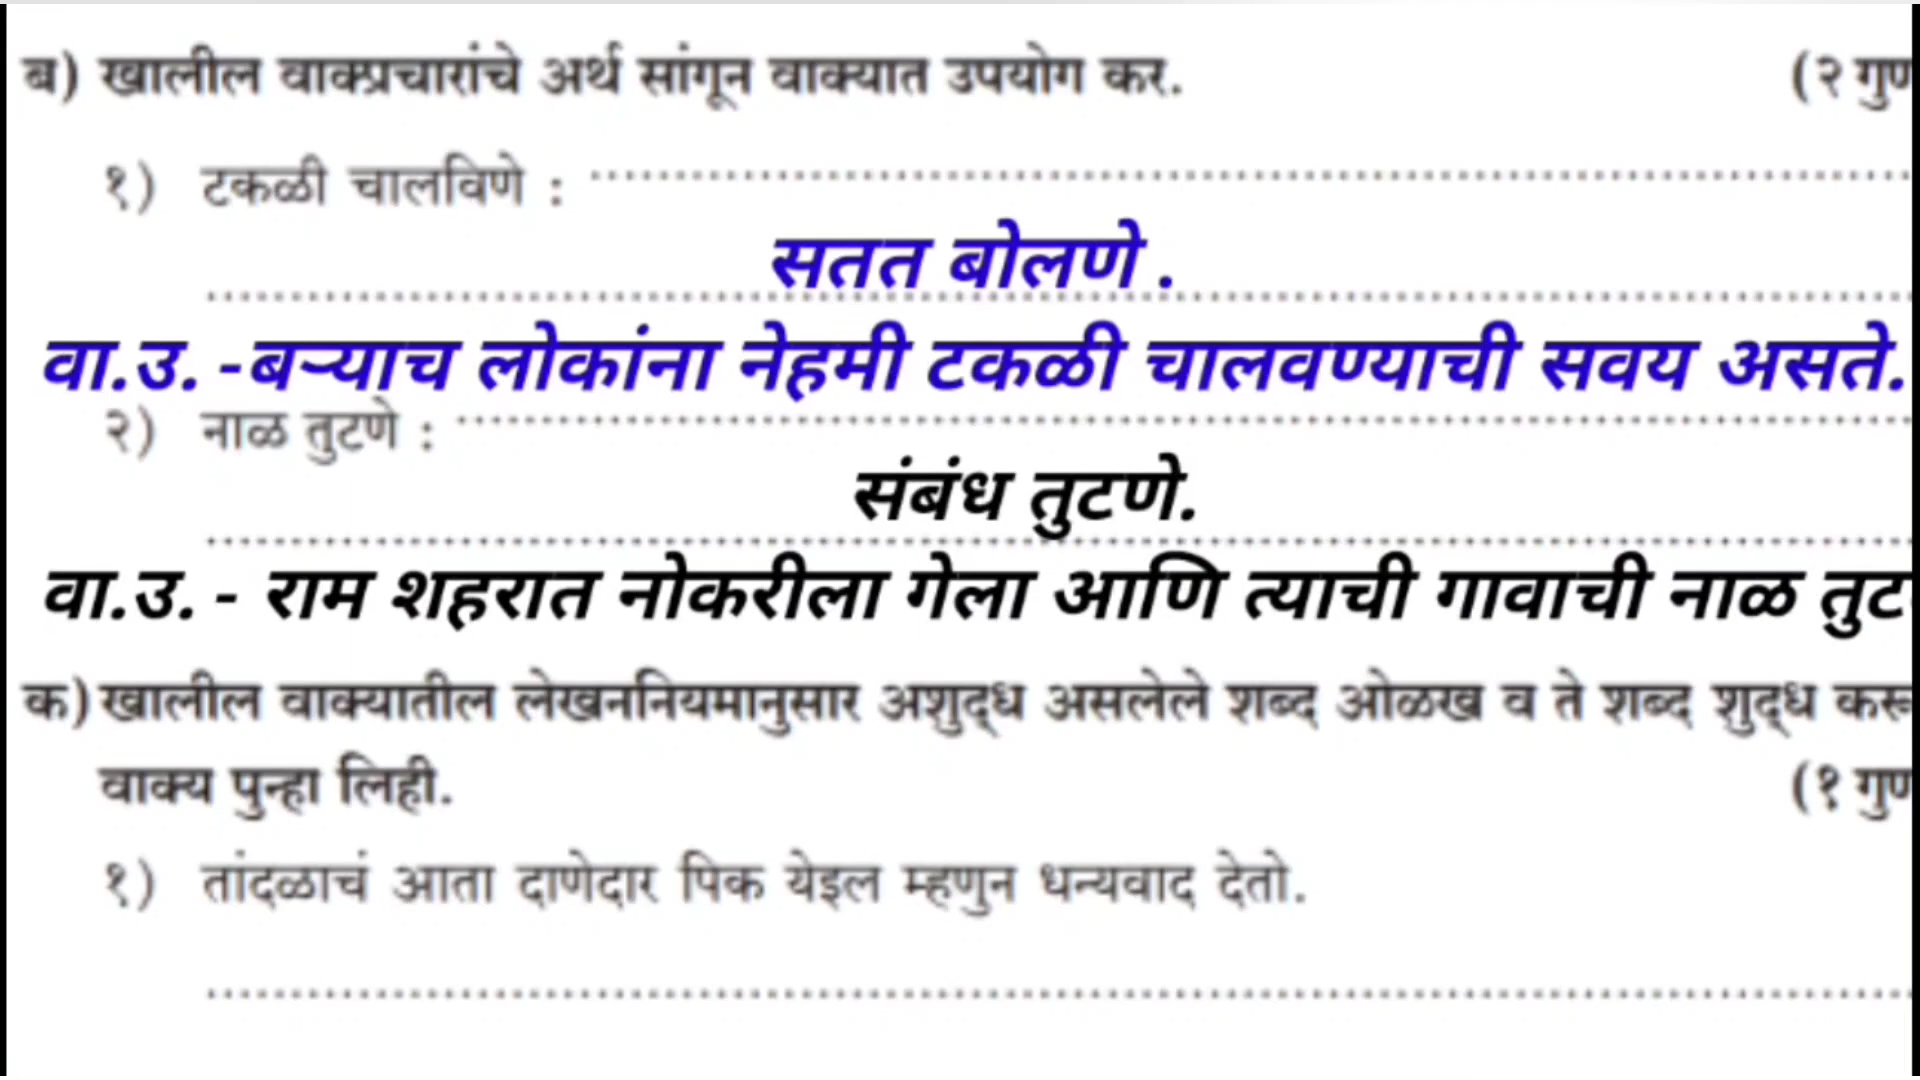 ब) खालील वाक्प्रचारांचे अर्थ सांगून वाक्यात उपयोग कर. (२ गुण
१) टकळी चालविणे :
सतत बोलणे .
वा.उ. -बऱ्याच लोकांना नेहमी टकळी चालवण्याची सवय असते.
२) नाळ तुटणे :
संबंध तुटणे.
वा.उ. - राम शहरात नोकरीला गेला आणि त्याची गावाची नाळ
क) खालील वाक्यातील लेखननियमानुसार अशुद्ध असलेले शब्द ओळख व ते शब्द शुद्ध करू
वाक्य पुन्हा लिही. (१ गुण
१) तांदळाचं आता दाणेदार पिक येइल म्हणुन धन्यवाद देतो.